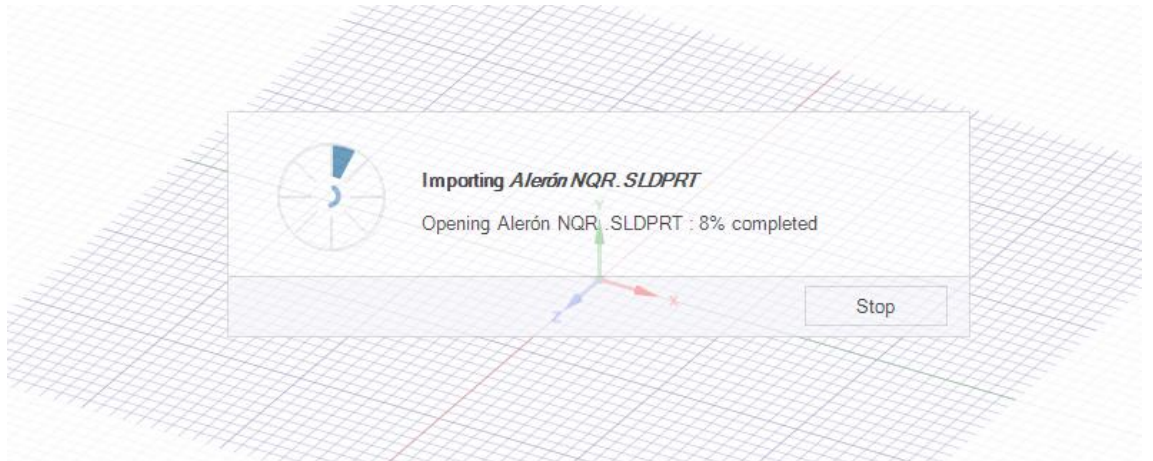 Importing Alerón NQR.SLDPRT
Opening Alerón NQR .SLDPRT : 8% completed
Y
X
Z
Stop